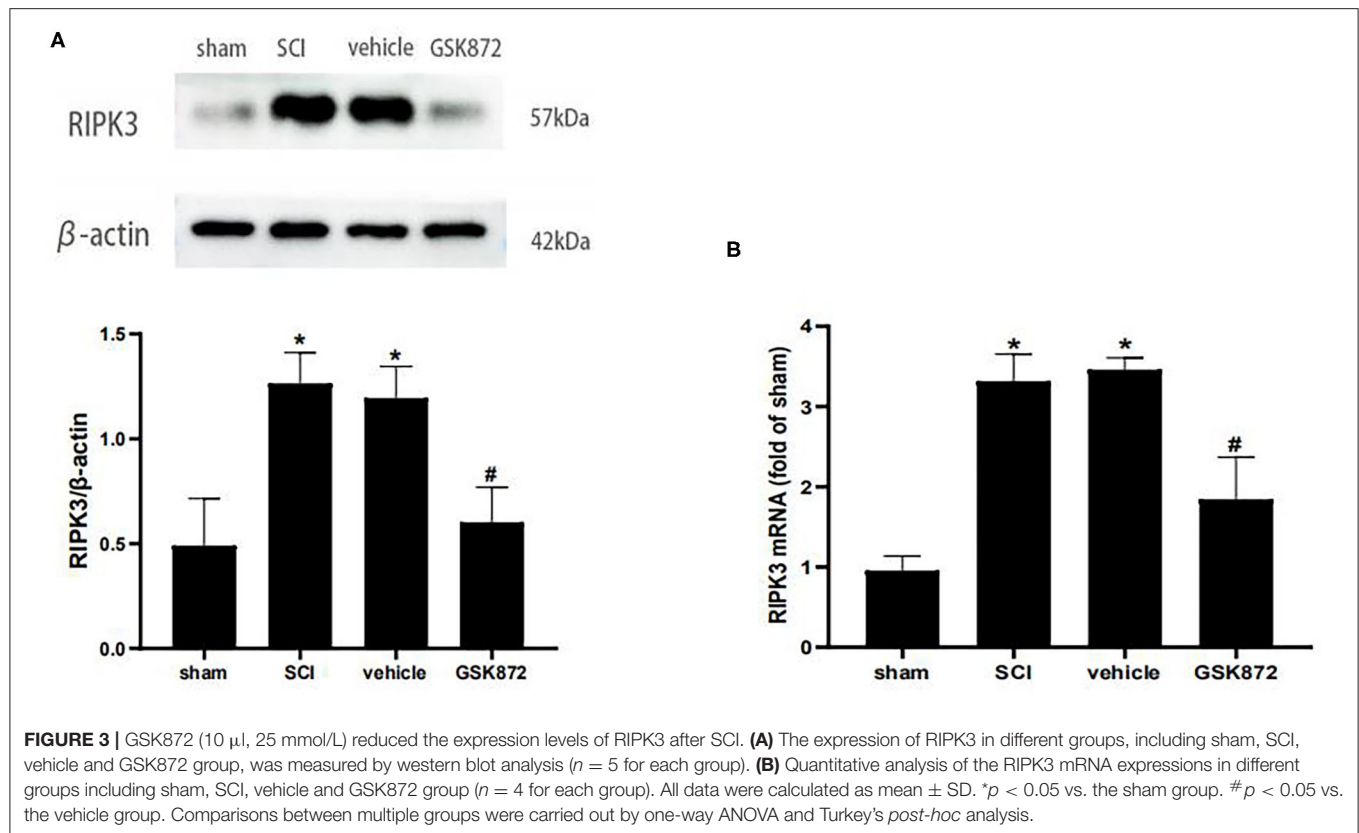 A
sham SCI vehicle GSK872
RIPK3 57kDa
β-actin 42kDa
RIPK3/β-actin
1.5
1.0
0.5
0.0
* * #
sham SCI vehicle GSK872
B
RIPK3 mRNA (fold of sham)
4
3
2
1
0
* * #
sham SCI vehicle GSK872
FIGURE 3 | GSK872 (10 μl, 25 mmol/L) reduced the expression levels of RIPK3 after SCI. (A) The expression of RIPK3 in different groups, including sham, SCI,
vehicle and GSK872 group, was measured by western blot analysis (n = 5 for each group). (B) Quantitative analysis of the RIPK3 mRNA expressions in different
groups including sham, SCI, vehicle and GSK872 group (n = 4 for each group). All data were calculated as mean ± SD. *p < 0.05 vs. the sham group. #p < 0.05 vs.
the vehicle group. Comparisons between multiple groups were carried out by one-way ANOVA and Turkey's post-hoc analysis.